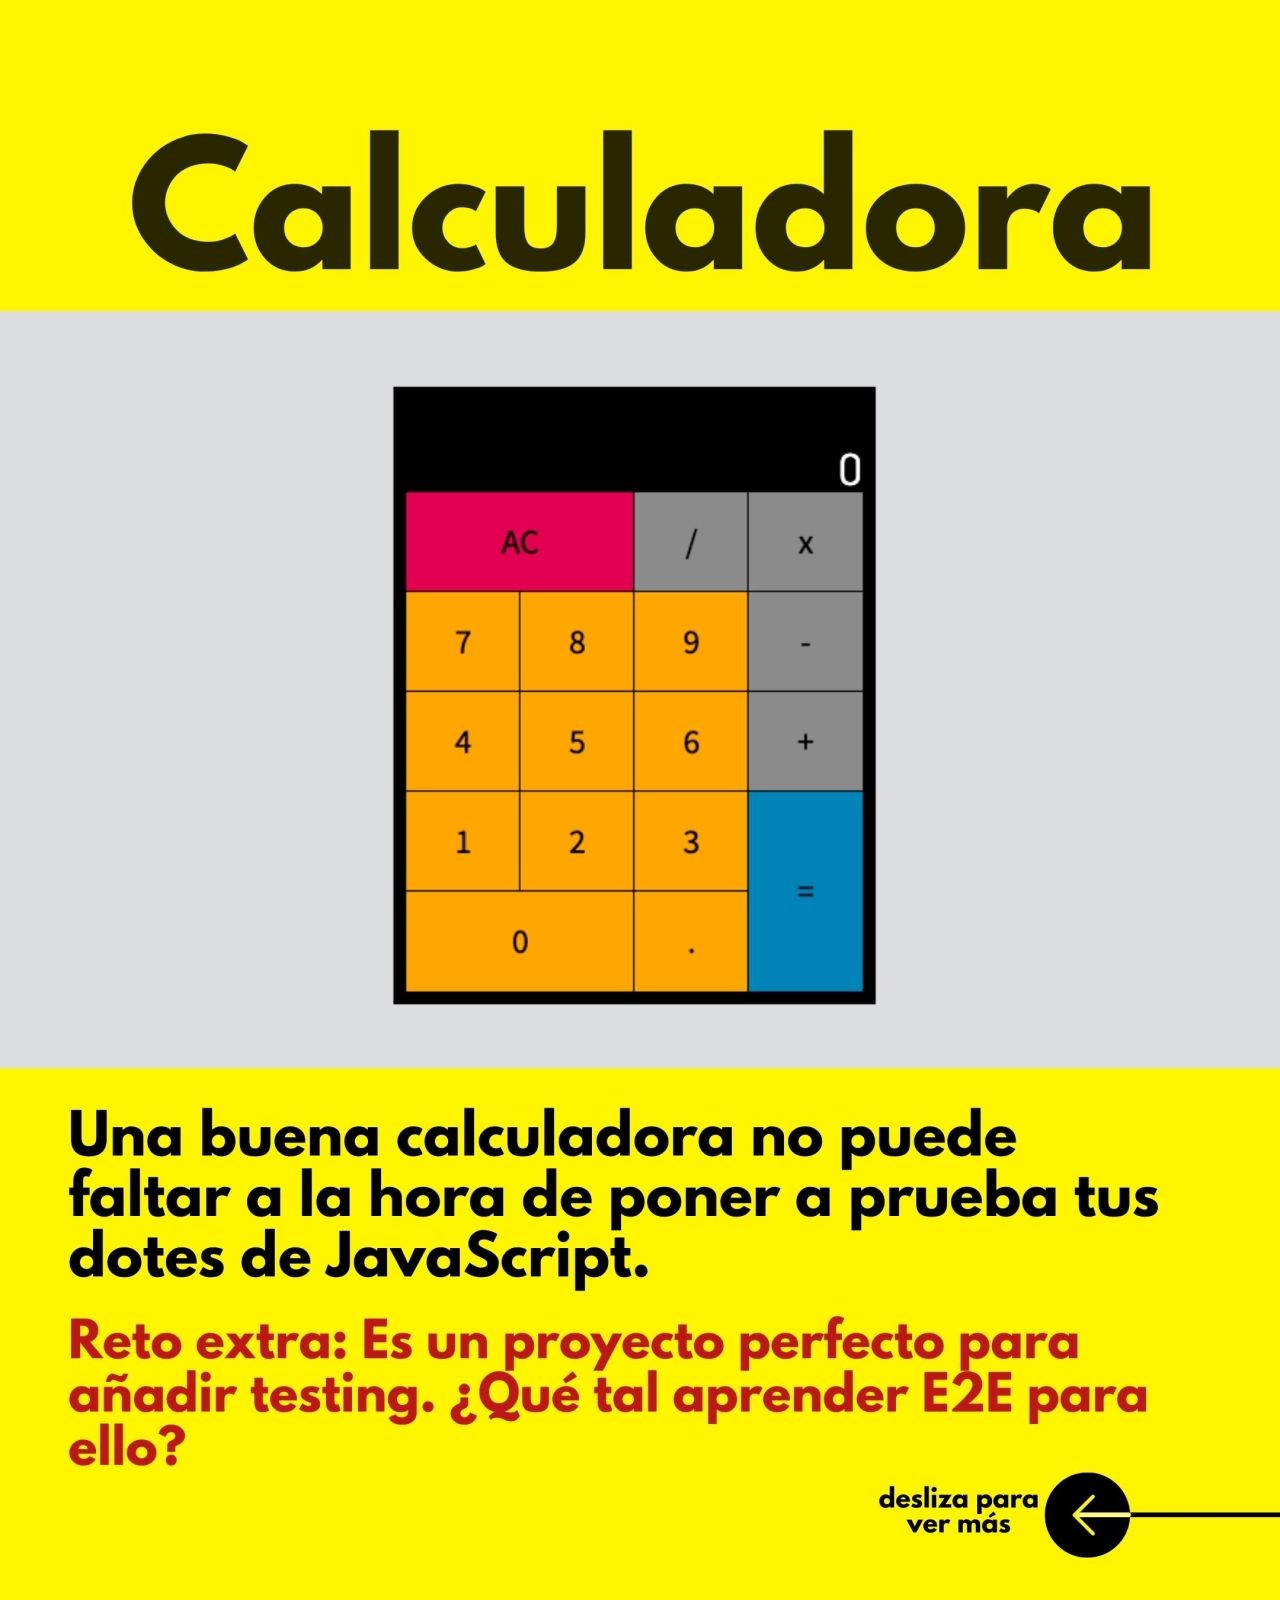 Calculadora
0
AC / x
7 8 9 -
4 5 6 +
1 2 3
=
0 .
Una buena calculadora no puede
faltar a la hora de poner a prueba tus
dotes de JavaScript.
Reto extra: Es un proyecto perfecto para
añadir testing. ¿Qué tal aprender E2E para
ello?
desliza para
ver más